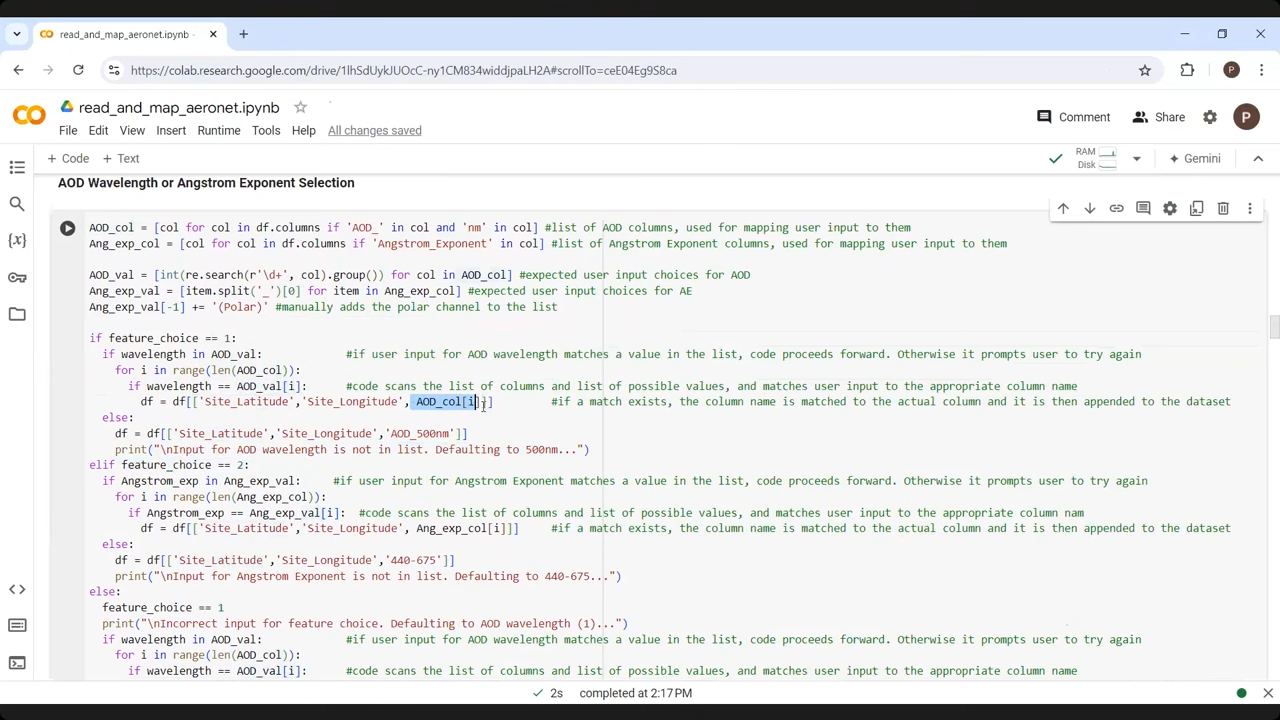 read_and_map_aeronet.ipynb
https://colab.research.google.com/drive/1lhSdUykJUOcC-ny1CM834widdjpaLH2A#scrollTo=ceE04Eg9S8ca
P
CO
read_and_map_aeronet.ipynb
Comment
Share
P
File Edit View Insert Runtime Tools Help All changes saved
+ Code + Text
RAM
Disk
Gemini
AOD Wavelength or Angstrom Exponent Selection
AOD_col = [col for col in df.columns if 'AOD_' in col and 'nm' in col] #list of AOD columns, used for mapping user input to them
Ang_exp_col = [col for col in df.columns if 'Angstrom_Exponent' in col] #list of Angstrom Exponent columns, used for mapping user input to them
AOD_val = [int(re.search(r'\d+', col).group()) for col in AOD_col] #expected user input choices for AOD
Ang_exp_val = [item.split('_')[0] for item in Ang_exp_col] #expected user input choices for AE
Ang_exp_val[-1] += '(Polar)' #manually adds the polar channel to the list
if feature_choice == 1:
if wavelength in AOD_val: #if user input for AOD wavelength matches a value in the list, code proceeds forward. Otherwise it prompts user to try again
for i in range(len(AOD_col)):
if wavelength == AOD_val[i]: #code scans the list of columns and list of possible values, and matches user input to the appropriate column name
df = df[['Site_Latitude','Site_Longitude', AOD_col[i]]] #if a match exists, the column name is matched to the actual column and it is then appended to the dataset
else:
df = df[['Site_Latitude','Site_Longitude','AOD_500nm']]
print("\nInput for AOD wavelength is not in list. Defaulting to 500nm...")
elif feature_choice == 2:
if Angstrom_exp in Ang_exp_val: #if user input for Angstrom Exponent matches a value in the list, code proceeds forward. Otherwise it prompts user to try again
for i in range(len(Ang_exp_col)):
if Angstrom_exp == Ang_exp_val[i]: #code scans the list of columns and list of possible values, and matches user input to the appropriate column nam
df = df[['Site_Latitude','Site_Longitude', Ang_exp_col[i]]] #if a match exists, the column name is matched to the actual column and it is then appended to the dataset
else:
df = df[['Site_Latitude','Site_Longitude','440-675']]
print("\nInput for Angstrom Exponent is not in list. Defaulting to 440-675...")
else:
feature_choice == 1
print("\nIncorrect input for feature choice. Defaulting to AOD wavelength (1)...")
if wavelength in AOD_val: #if user input for AOD wavelength matches a value in the list, code proceeds forward. Otherwise it prompts user to try again
for i in range(len(AOD_col)):
if wavelength == AOD_val[i]: #code scans the list of columns and list of possible values, and matches user input to the appropriate column name
2s completed at 2:17 PM